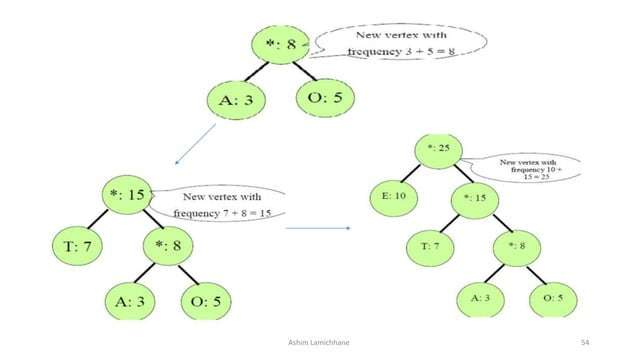 *: 8
New vertex with
frequency 3 + 5 = 8
A: 3
O: 5
*: 15
New vertex with
frequency 7 + 8 = 15
T: 7
*: 8
A: 3
O: 5
*: 25
New vertex with
frequency 10 +
15 = 25
E: 10
*: 15
T: 7
*: 8
A: 3
O: 5
Ashim Lamichhane
54